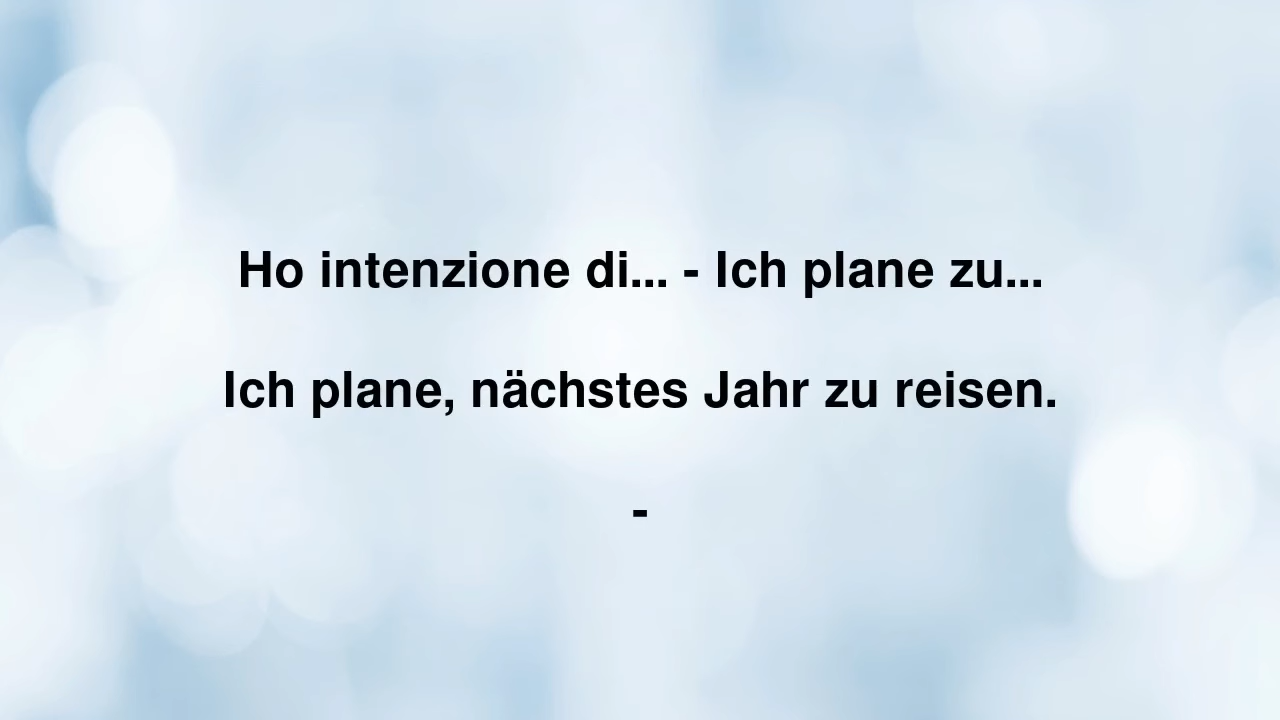 Ho intenzione di... - Ich plane zu...
Ich plane, nächstes Jahr zu reisen.
-